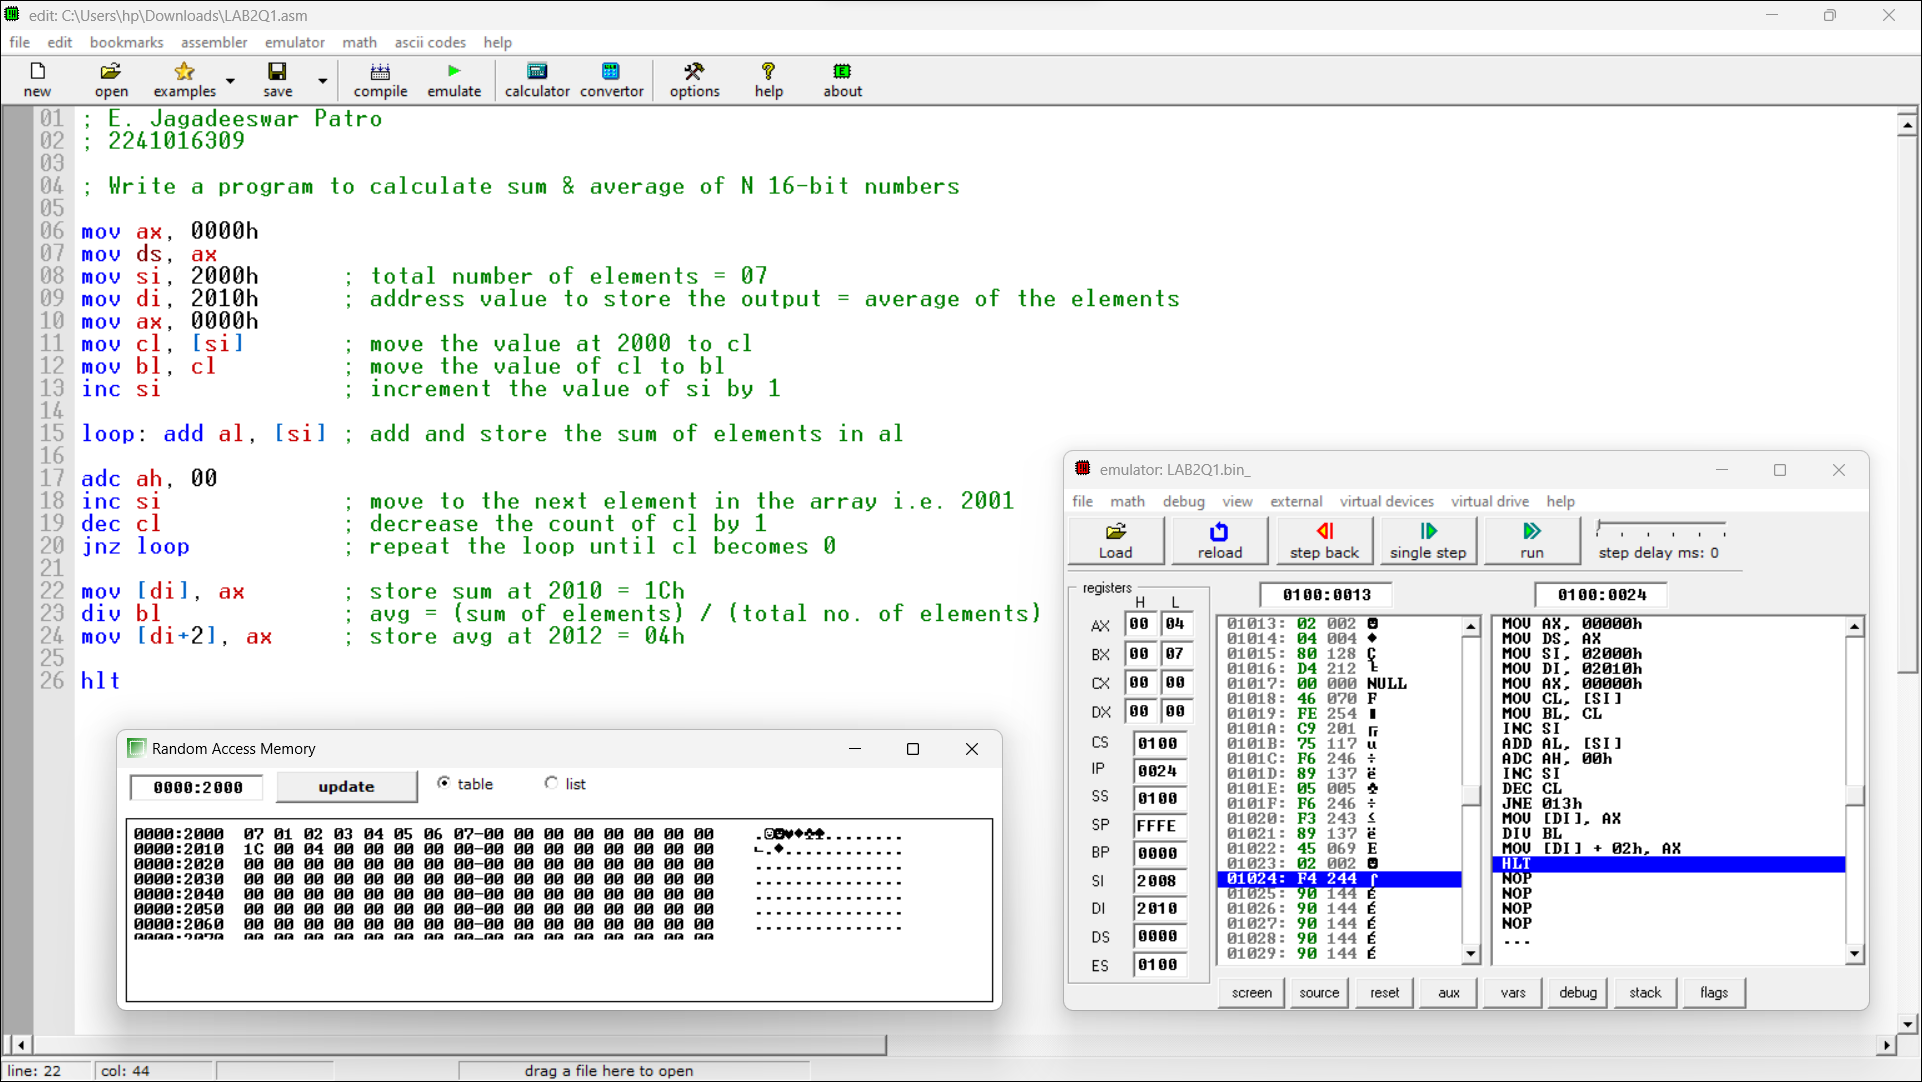 edit: C:\Users\hp\Downloads\LAB2Q1.asm
file edit bookmarks assembler emulator math ascii codes help
new open examples save compile emulate calculator convertor options help about
01 ; E. Jagadeeswar Patro
02 ; 2241016309
03
04 ; Write a program to calculate sum & average of N 16-bit numbers
05
06 mov ax, 0000h
07 mov ds, ax
08 mov si, 2000h ; total number of elements = 07
09 mov di, 2010h ; address value to store the output = average of the elements
10 mov ax, 0000h
11 mov cl, [si] ; move the value at 2000 to cl
12 mov bl, cl ; move the value of cl to bl
13 inc si ; increment the value of si by 1
14
15 loop: add al, [si] ; add and store the sum of elements in al
16
17 adc ah, 00
18 inc si ; move to the next element in the array i.e. 2001
19 dec cl ; decrease the count of cl by 1
20 jnz loop ; repeat the loop until cl becomes 0
21
22 mov [di], ax ; store sum at 2010 = 1Ch
23 div bl ; avg = (sum of elements) / (total no. of elements)
24 mov [di+2], ax ; store avg at 2012 = 04h
25
26 hlt
Random Access Memory
0000:2000 update table list
0000:2000 07 01 02 03 04 05 06 07-00 00 00 00 00 00 00 00 .☺☻♥♦♣♠.........
0000:2010 1C 00 04 00 00 00 00 00-00 00 00 00 00 00 00 00 ∟.♦.............
0000:2020 00 00 00 00 00 00 00 00-00 00 00 00 00 00 00 00 ................
0000:2030 00 00 00 00 00 00 00 00-00 00 00 00 00 00 00 00 ................
0000:2040 00 00 00 00 00 00 00 00-00 00 00 00 00 00 00 00 ................
0000:2050 00 00 00 00 00 00 00 00-00 00 00 00 00 00 00 00 ................
0000:2060 00 00 00 00 00 00 00 00-00 00 00 00 00 00 00 00 ................
0000:2070 00 00 00 00 00 00 00 00-00 00 00 00 00 00 00 00
emulator: LAB2Q1.bin_
file math debug view external virtual devices virtual drive help
Load reload step back single step run step delay ms: 0
registers
H L
AX 00 04
BX 00 07
CX 00 00
DX 00 00
CS 0100
IP 0024
SS 0100
SP FFFE
BP 0000
SI 2008
DI 2010
DS 0000
ES 0100
0100:0013
01013: 02 002 ☻
01014: 04 004 ♦
01015: 80 128 Ç
01016: D4 212 ╘
01017: 00 000 NULL
01018: 46 070 F
01019: FE 254 ■
0101A: C9 201 ╔
0101B: 75 117 u
0101C: F6 246 ÷
0101D: 89 137 ë
0101E: 05 005 ♣
0101F: F6 246 ÷
01020: F3 243 ≤
01021: 89 137 ë
01022: 45 069 E
01023: 02 002 ☻
01024: F4 244 ⌠
01025: 90 144 É
01026: 90 144 É
01027: 90 144 É
01028: 90 144 É
01029: 90 144 É
0100:0024
MOV AX, 00000h
MOV DS, AX
MOV SI, 02000h
MOV DI, 02010h
MOV AX, 00000h
MOV CL, [SI]
MOV BL, CL
INC SI
ADD AL, [SI]
ADC AH, 00h
INC SI
DEC CL
JNE 013h
MOV [DI], AX
DIV BL
MOV [DI] + 02h, AX
HLT
NOP
NOP
NOP
NOP
...
screen source reset aux vars debug stack flags
line: 22 col: 44 drag a file here to open